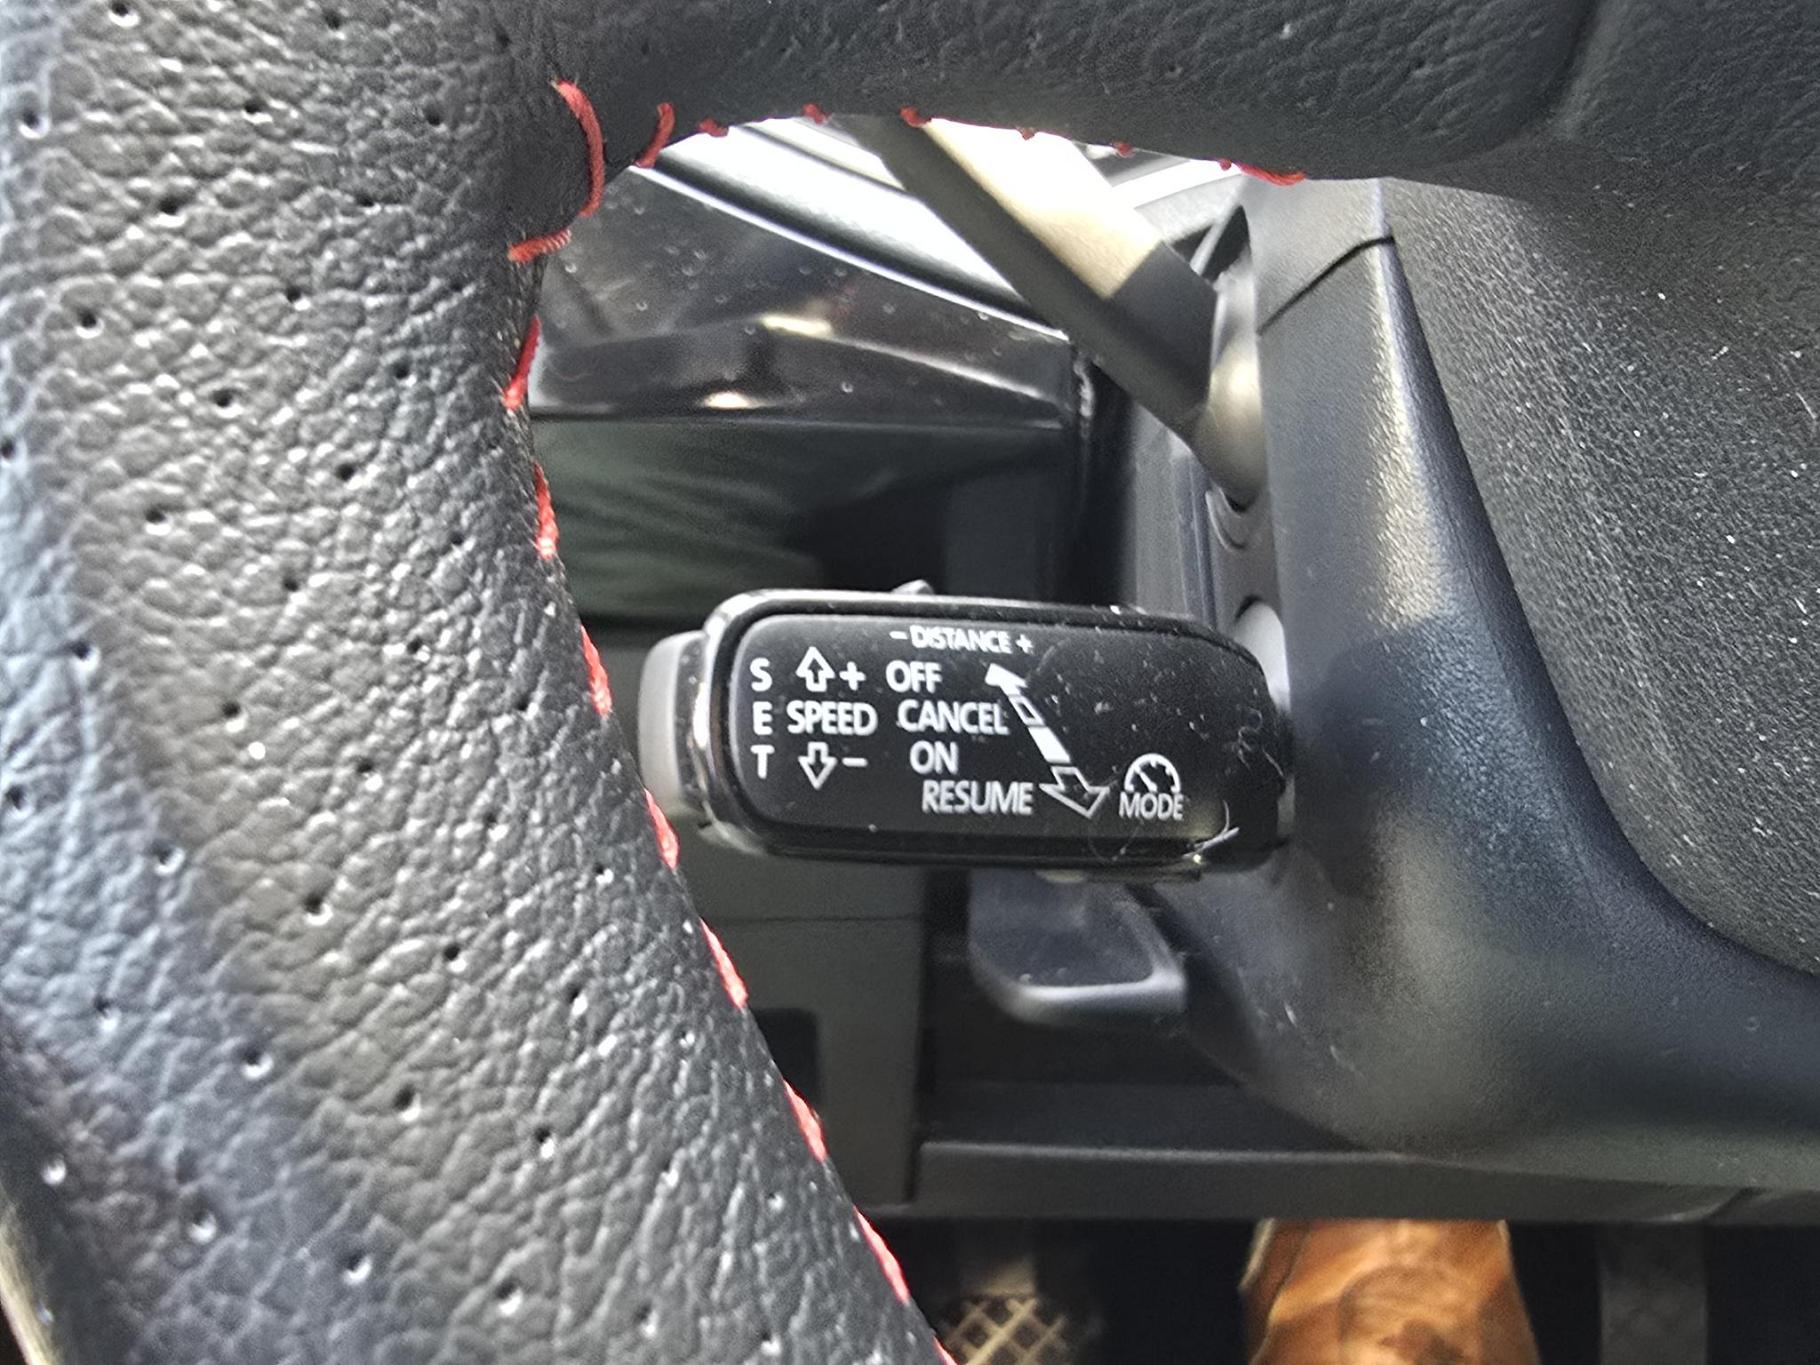 - DISTANCE +
S + OFF
E SPEED CANCEL
T - ON
RESUME
MODE